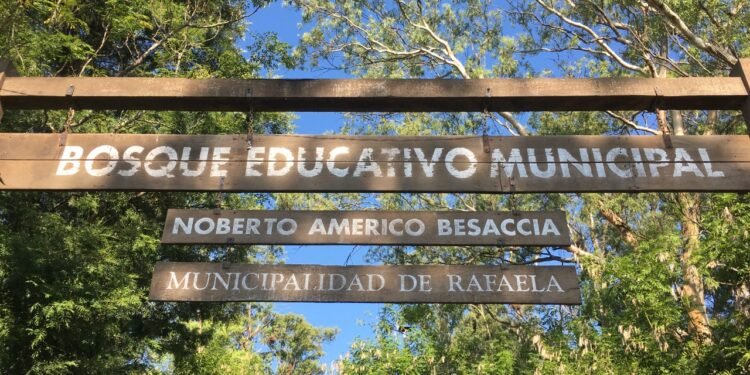 BOSQUE EDUCATIVO MUNICIPAL
NOBERTO AMERICO BESACCIA
MUNICIPALIDAD DE RAFAELA